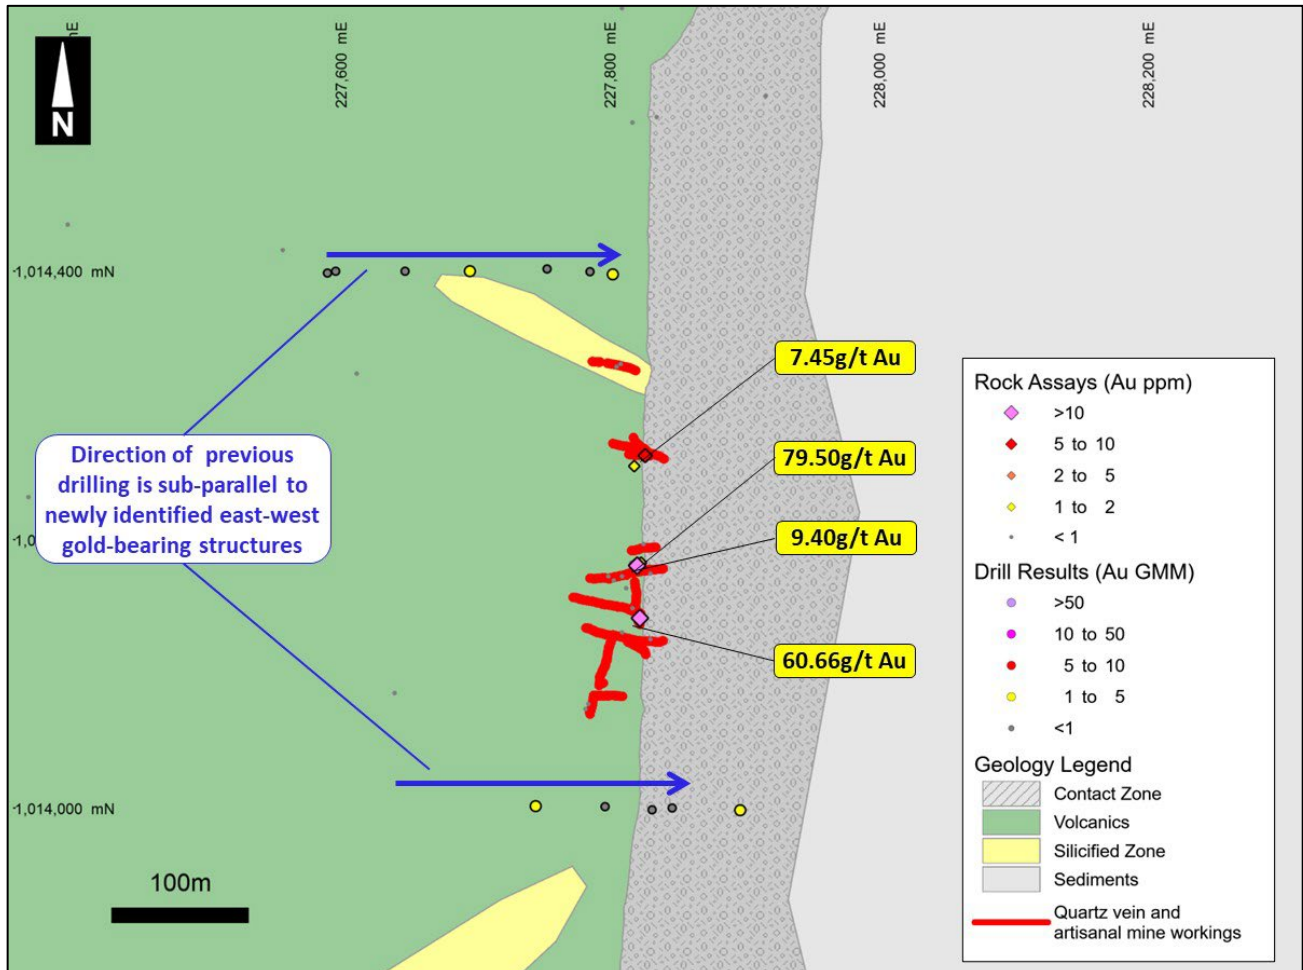 mE
227,600 mE
227,800 mE
228,000 mE
228,200 mE
N
1,014,400 mN
7.45g/t Au
Direction of previous
drilling is sub-parallel to
newly identified east-west
gold-bearing structures
79.50g/t Au
9.40g/t Au
60.66g/t Au
1,014,000 mN
100m
Rock Assays (Au ppm)
>10
5 to 10
2 to 5
1 to 2
<1
Drill Results (Au GMM)
>50
10 to 50
5 to 10
1 to 5
<1
Geology Legend
Contact Zone
Volcanics
Silicified Zone
Sediments
Quartz vein and
artisanal mine workings